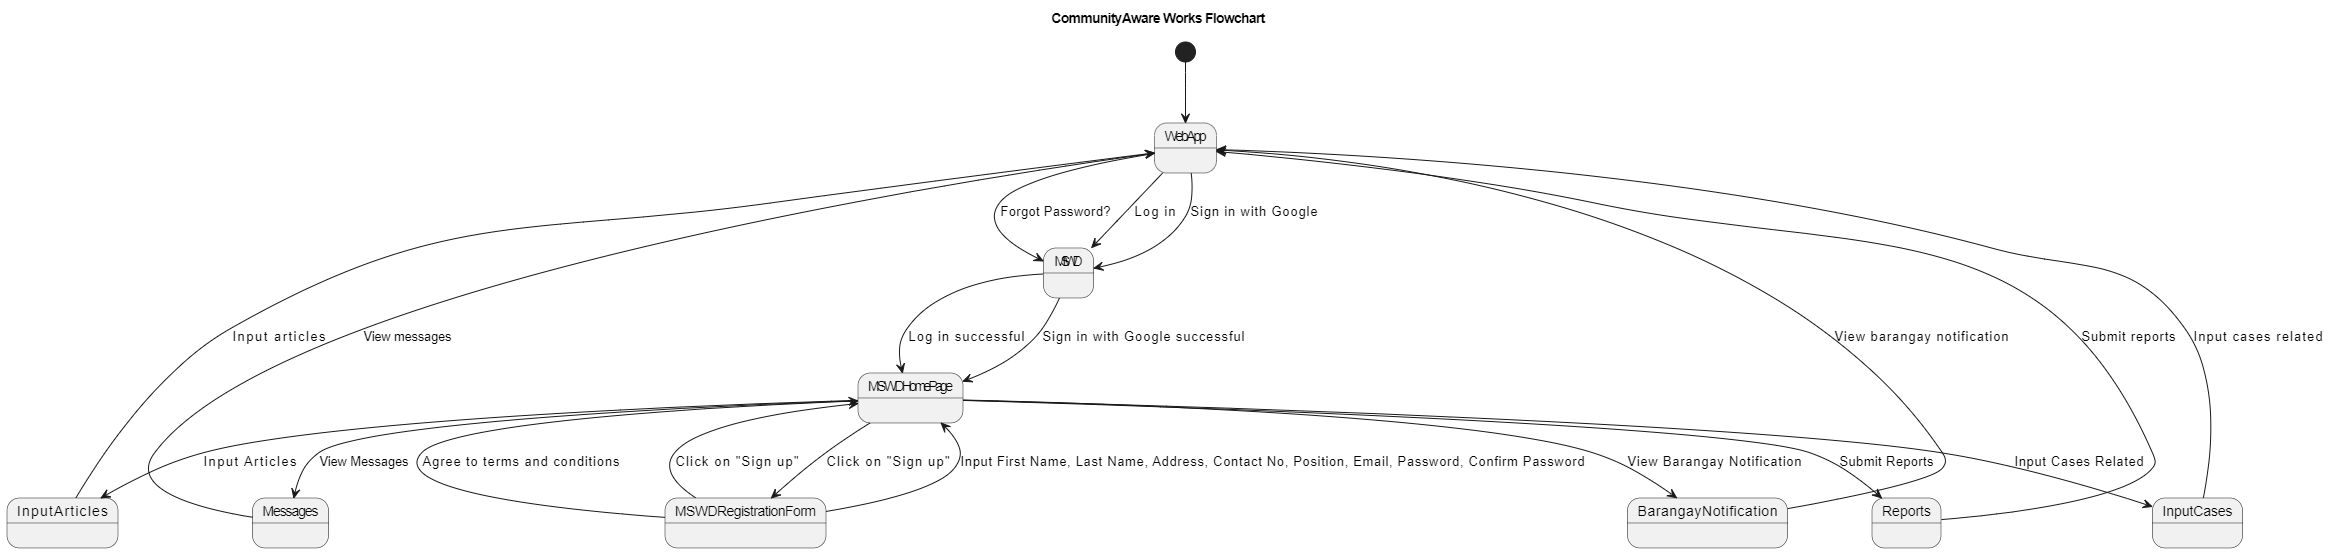 CommunityAware Works Flowchart
WebApp
Forgot Password?
Log in
Sign in with Google
MSWD
Input articles
View messages
Log in successful
Sign in with Google successful
View barangay notification
Submit reports
Input cases related
MSWDHomePage
Input Articles
View Messages
Agree to terms and conditions
Click on "Sign up"
Click on "Sign up"
Input First Name, Last Name, Address, Contact No, Position, Email, Password, Confirm Password
View Barangay Notification
Submit Reports
Input Cases Related
InputArticles
Messages
MSWDRegistrationForm
BarangayNotification
Reports
InputCases